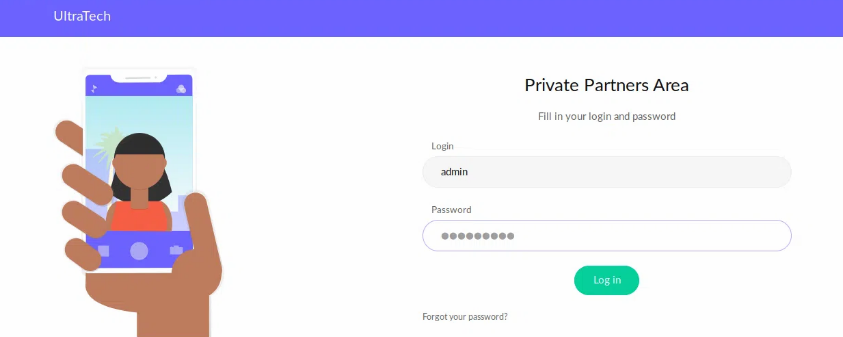 UltraTech
Private Partners Area
Fill in your login and password
Login
admin
Password
●●●●●●●●●
Log in
Forgot your password?